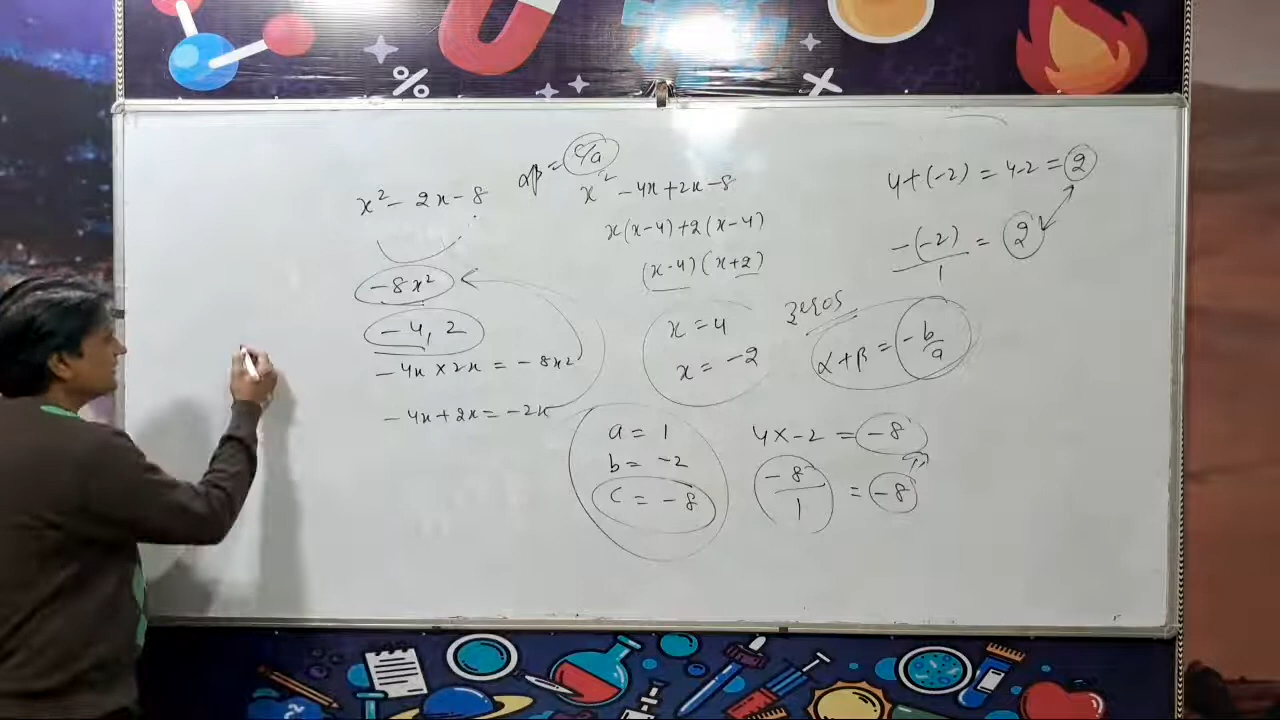 x² - 2x - 8
-8x²
-4, 2
-4x × 2x = -8x²
-4x + 2x = -2x
αβ = c/a
x² - 4x + 2x - 8
x(x-4) + 2(x-4)
(x-4)(x+2)
x = 4
x = -2
zeros
α + β = -b/a
a = 1
b = -2
c = -8
4 + (-2) = 4-2 = 2
-(-2)/1 = 2
4 × -2 = -8
-8/1 = -8
%